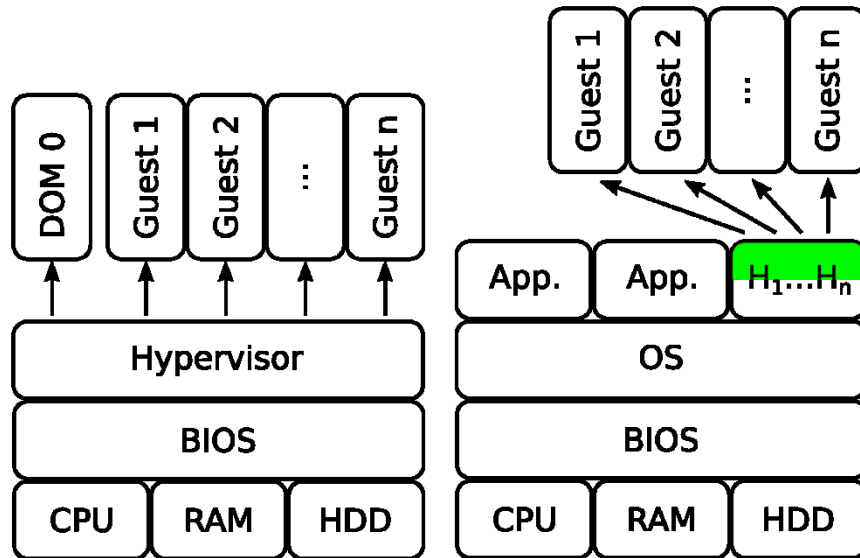 DOM 0
Guest 1
Guest 2
...
Guest n
Hypervisor
BIOS
CPU RAM HDD
Guest 1
Guest 2
...
Guest n
App. App. H₁...Hₙ
OS
BIOS
CPU RAM HDD